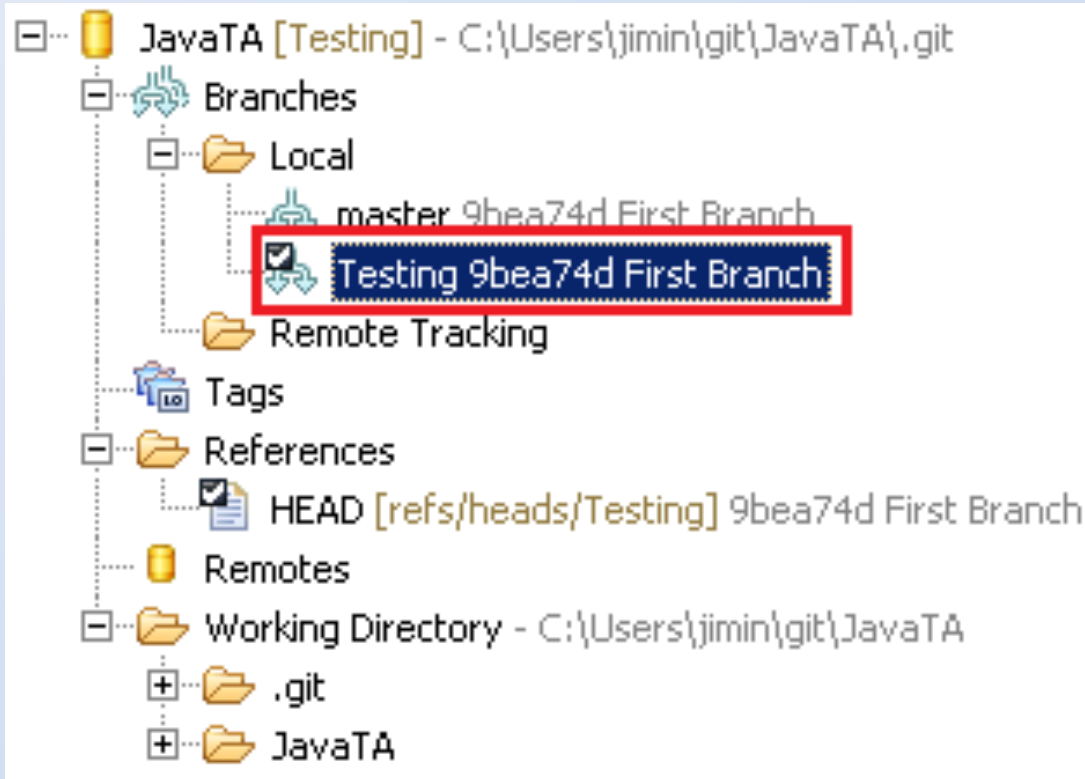 JavaTA [Testing] - C:\Users\jimin\git\JavaTA\.git
Branches
Local
master 9bea74d First Branch
Testing 9bea74d First Branch
Remote Tracking
Tags
References
HEAD [refs/heads/Testing] 9bea74d First Branch
Remotes
Working Directory - C:\Users\jimin\git\JavaTA
.git
JavaTA